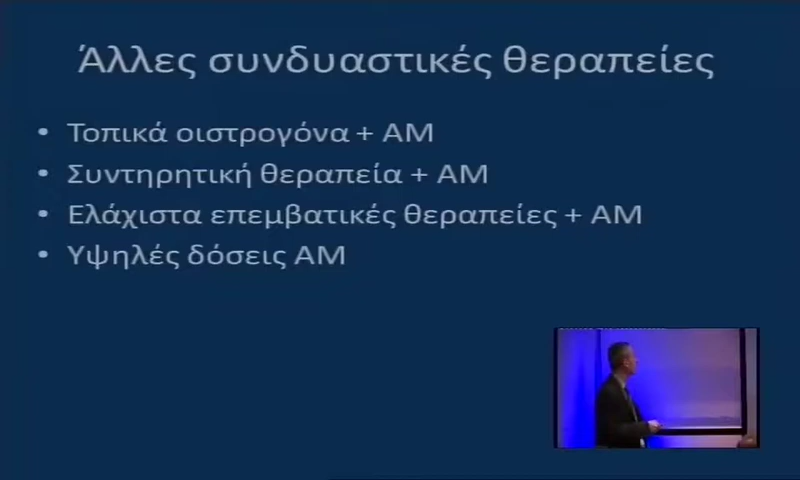 Άλλες συνδυαστικές θεραπείες
• Τοπικά οιστρογόνα + ΑΜ
• Συντηρητική θεραπεία + ΑΜ
• Ελάχιστα επεμβατικές θεραπείες + ΑΜ
• Υψηλές δόσεις ΑΜ